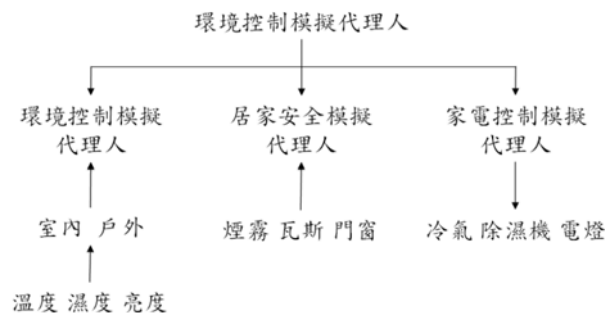 環境控制模擬代理人
環境控制模擬
代理人
居家安全模擬
代理人
家電控制模擬
代理人
室內 戶外
煙霧 瓦斯 門窗
冷氣 除濕機 電燈
溫度 濕度 亮度